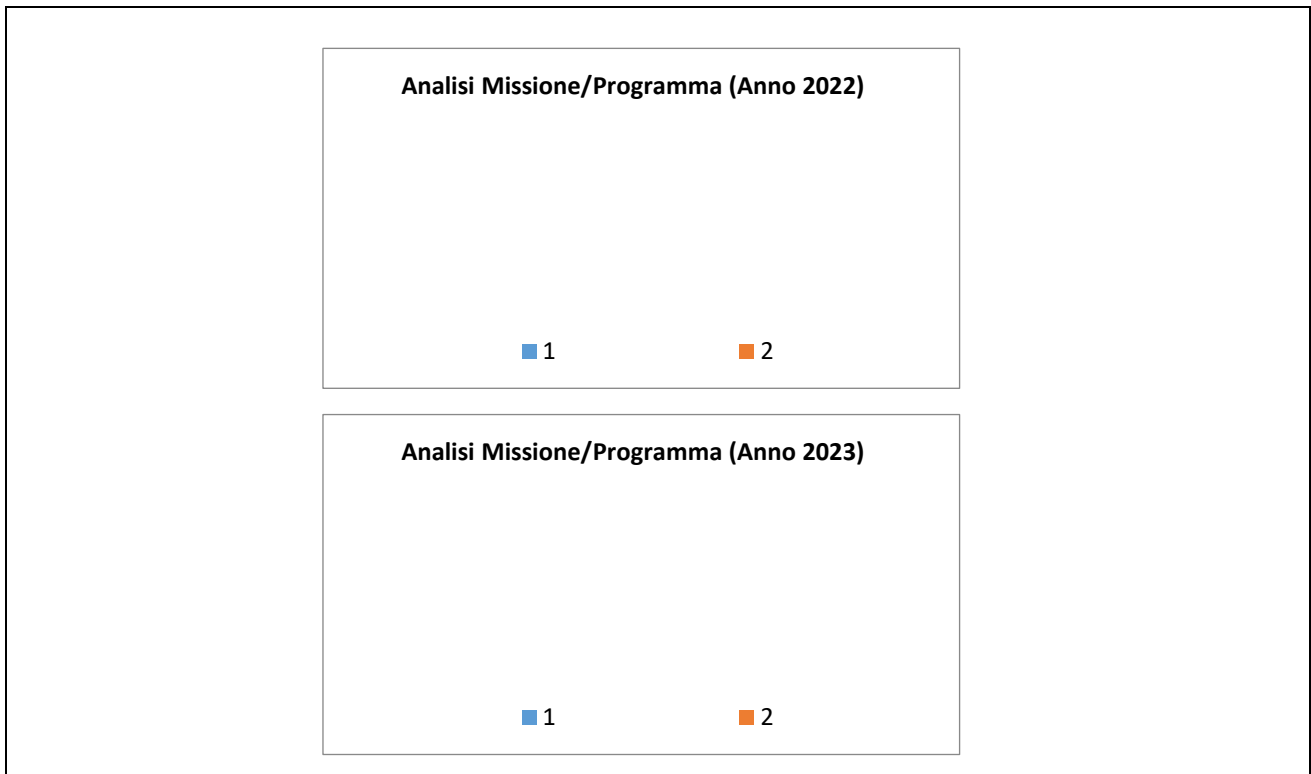 Analisi Missione/Programma (Anno 2022)
1 2
Analisi Missione/Programma (Anno 2023)
1 2